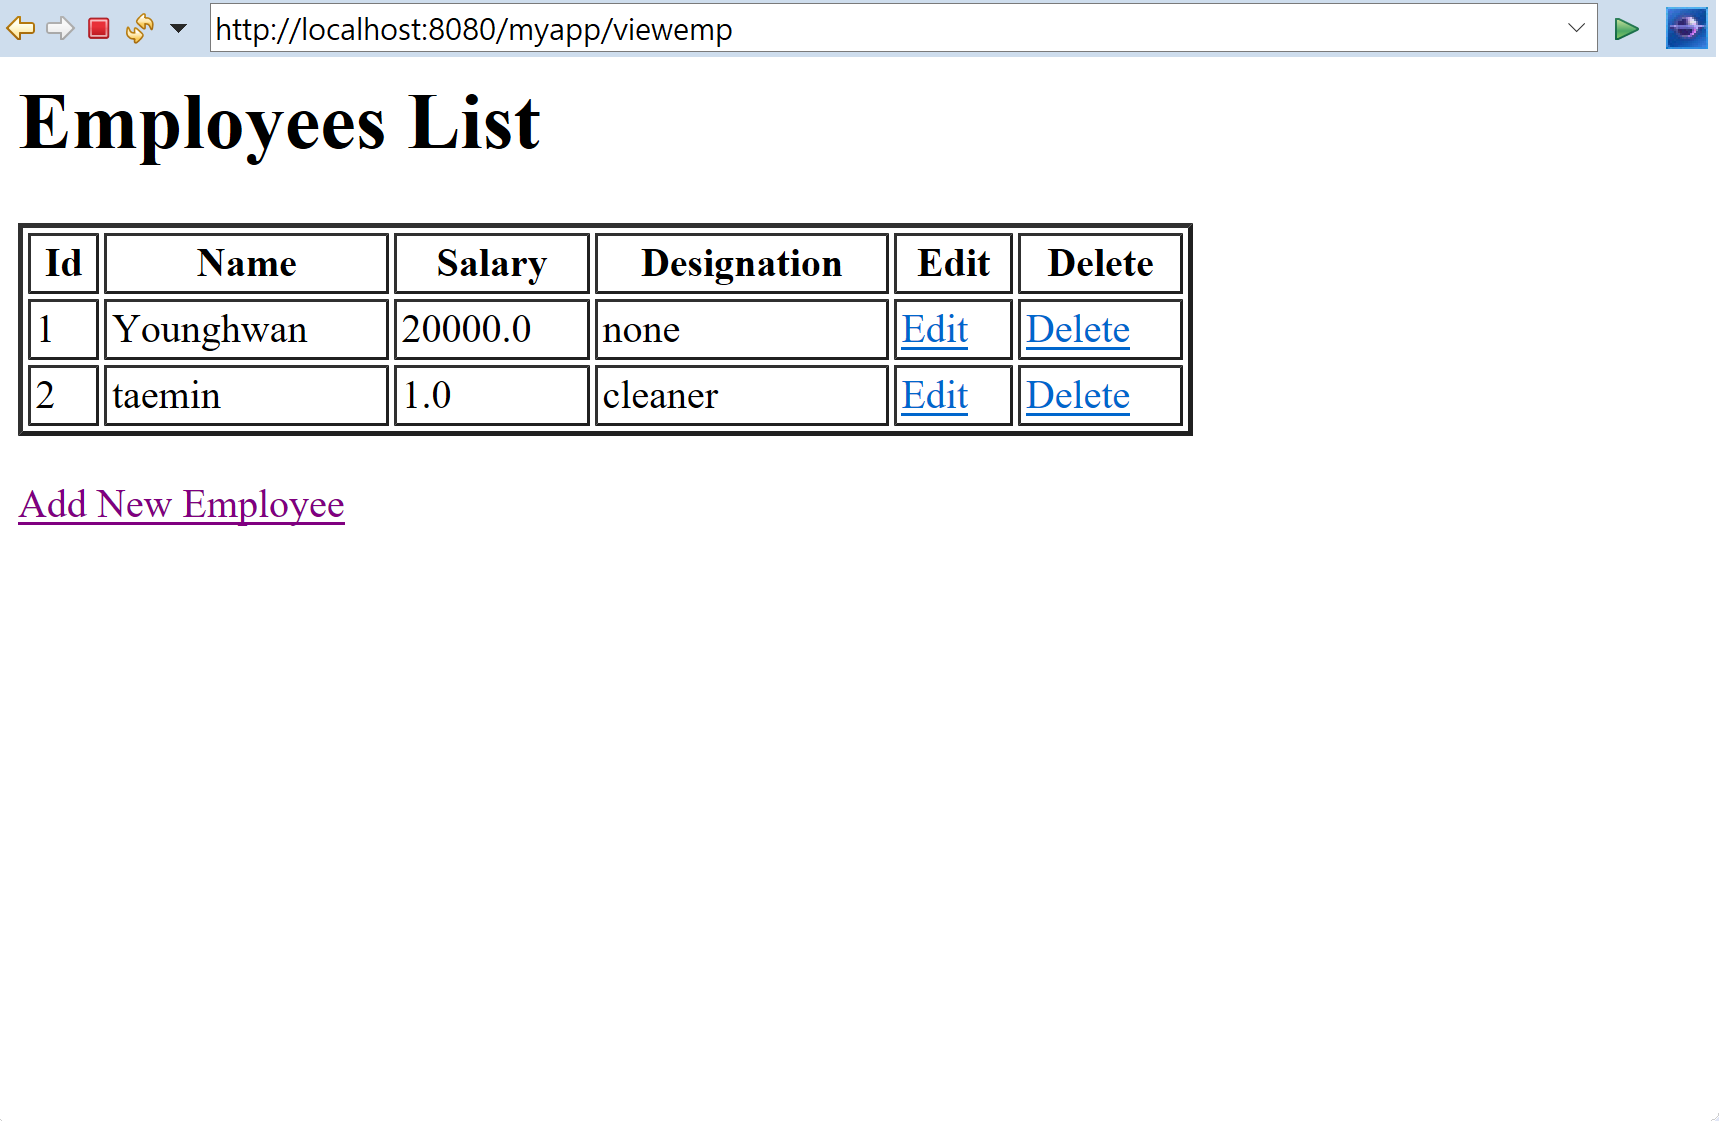 http://localhost:8080/myapp/viewemp
Employees List
Id Name Salary Designation Edit Delete
1 Younghwan 20000.0 none Edit Delete
2 taemin 1.0 cleaner Edit Delete
Add New Employee